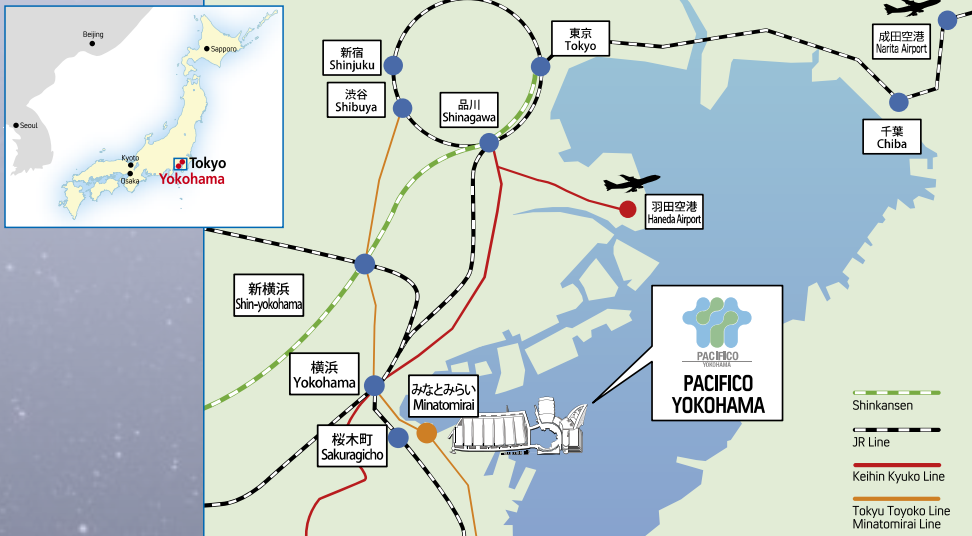 Beijing
Sapporo
Seoul
Kyoto
Osaka
Tokyo
Yokohama
新宿
Shinjuku
渋谷
Shibuya
品川
Shinagawa
東京
Tokyo
成田空港
Narita Airport
千葉
Chiba
羽田空港
Haneda Airport
新横浜
Shin-yokohama
横浜
Yokohama
みなとみらい
Minatomirai
桜木町
Sakuragicho
PACIFICO
YOKOHAMA
PACIFICO
YOKOHAMA
Shinkansen
JR Line
Keihin Kyuko Line
Tokyu Toyoko Line
Minatomirai Line